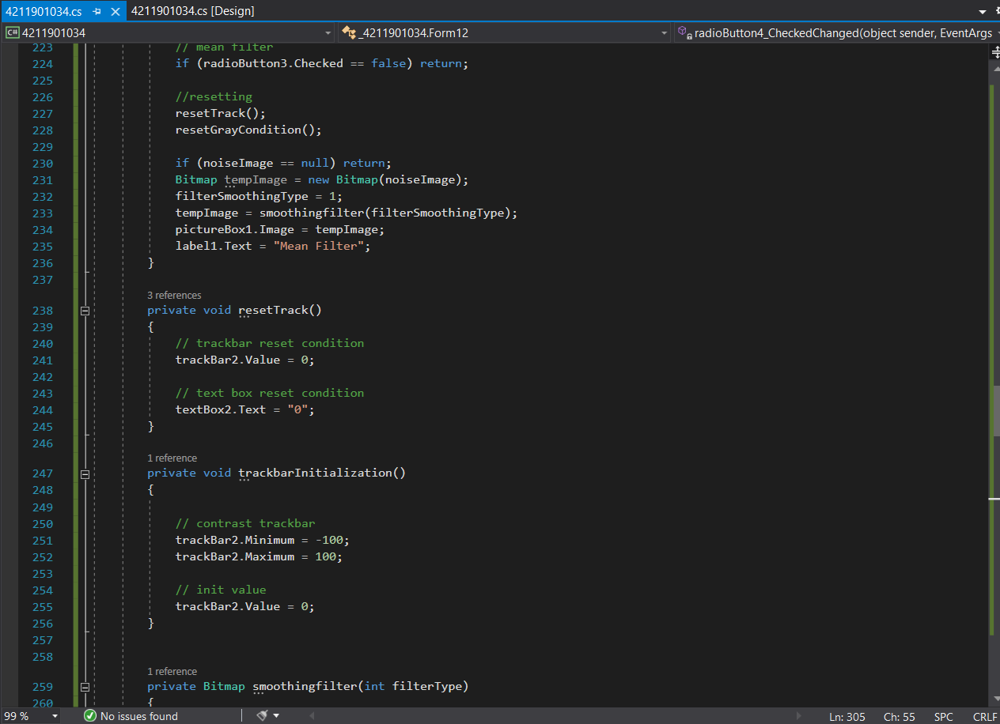 4211901034.cs 4211901034.cs [Design]
C# 4211901034 _4211901034.Form12 radioButton4_CheckedChanged(object sender, EventArgs
223 // mean filter
224 if (radioButton3.Checked == false) return;
225
226 //resetting
227 resetTrack();
228 resetGrayCondition();
229
230 if (noiseImage == null) return;
231 Bitmap tempImage = new Bitmap(noiseImage);
232 filterSmoothingType = 1;
233 tempImage = smoothingfilter(filterSmoothingType);
234 pictureBox1.Image = tempImage;
235 label1.Text = "Mean Filter";
236 }
237
3 references
238 private void resetTrack()
239 {
240 // trackbar reset condition
241 trackBar2.Value = 0;
242
243 // text box reset condition
244 textBox2.Text = "0";
245 }
246
1 reference
247 private void trackbarInitialization()
248 {
249
250 // contrast trackbar
251 trackBar2.Minimum = -100;
252 trackBar2.Maximum = 100;
253
254 // init value
255 trackBar2.Value = 0;
256 }
257
258
1 reference
259 private Bitmap smoothingfilter(int filterType)
260 {
99 % No issues found Ln: 305 Ch: 55 SPC CRLF